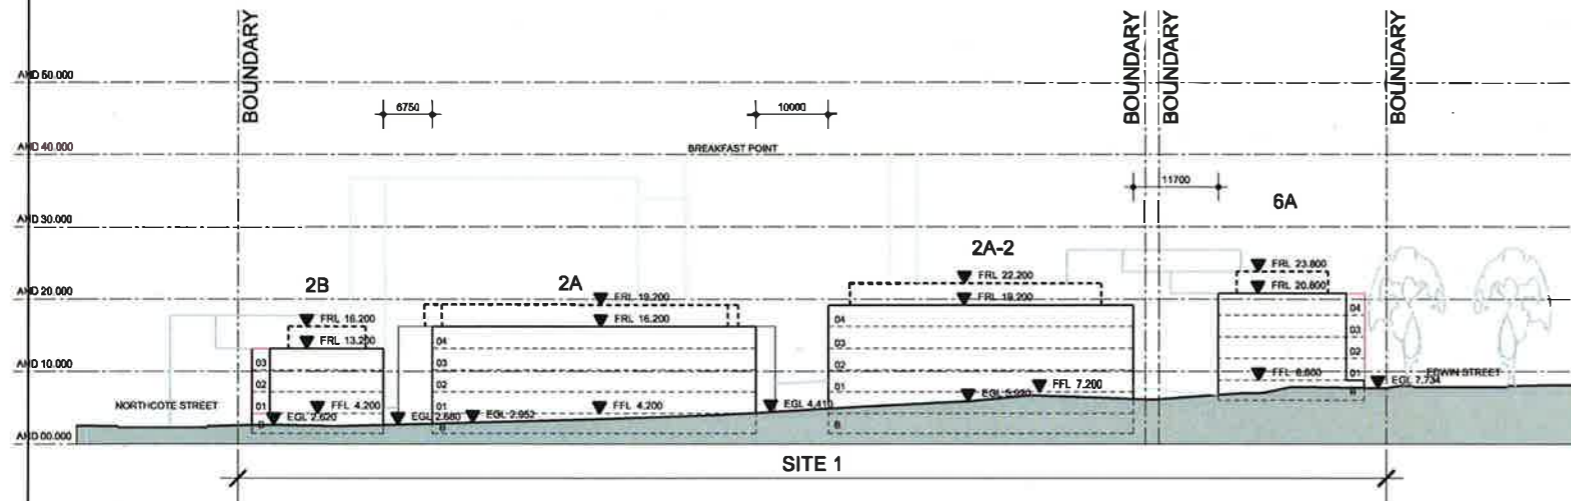 BOUNDARY
BOUNDARY
BOUNDARY
BOUNDARY
AHD 50.000
6750
10000
AHD 40.000
BREAKFAST POINT
11700
6A
AHD 30.000
2A-2
2B
2A
FRL 23.800
FRL 22.200
FRL 20.800
AHD 20.000
FRL 19.200
FRL 19.200
FRL 16.200
FRL 16.200
FRL 13.200
04
03
02
01
B
04
03
02
01
B
04
03
02
01
B
03
02
01
B
AHD 10.000
FFL 7.200
EGL 7.734
EDWIN STREET
NORTHCOTE STREET
FFL 4.200
FFL 4.200
EGL 2.620
EGL 2.680
EGL 2.952
EGL 4.410
AHD 00.000
SITE 1